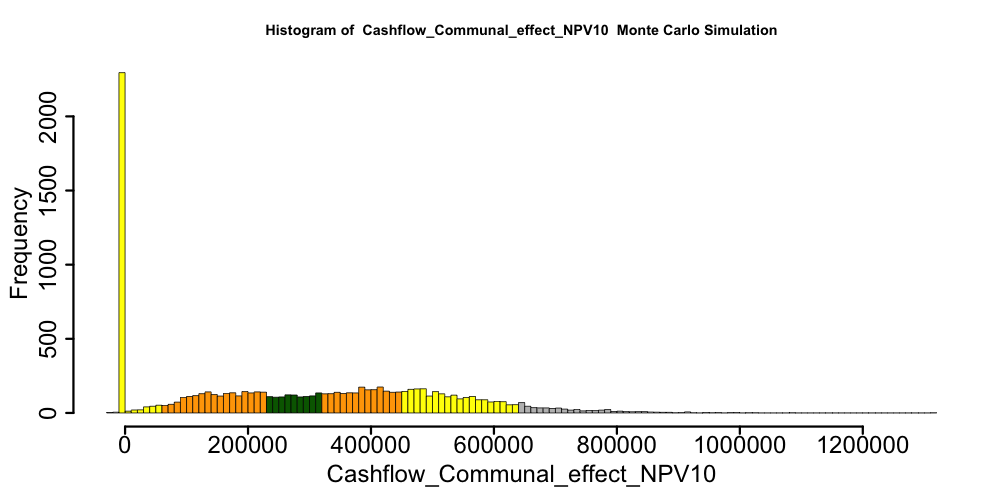 Histogram of  Cashflow_Communal_effect_NPV10  Monte Carlo Simulation
Frequency
2000
1500
1000
500
0
0 200000 400000 600000 800000 1000000 1200000
Cashflow_Communal_effect_NPV10